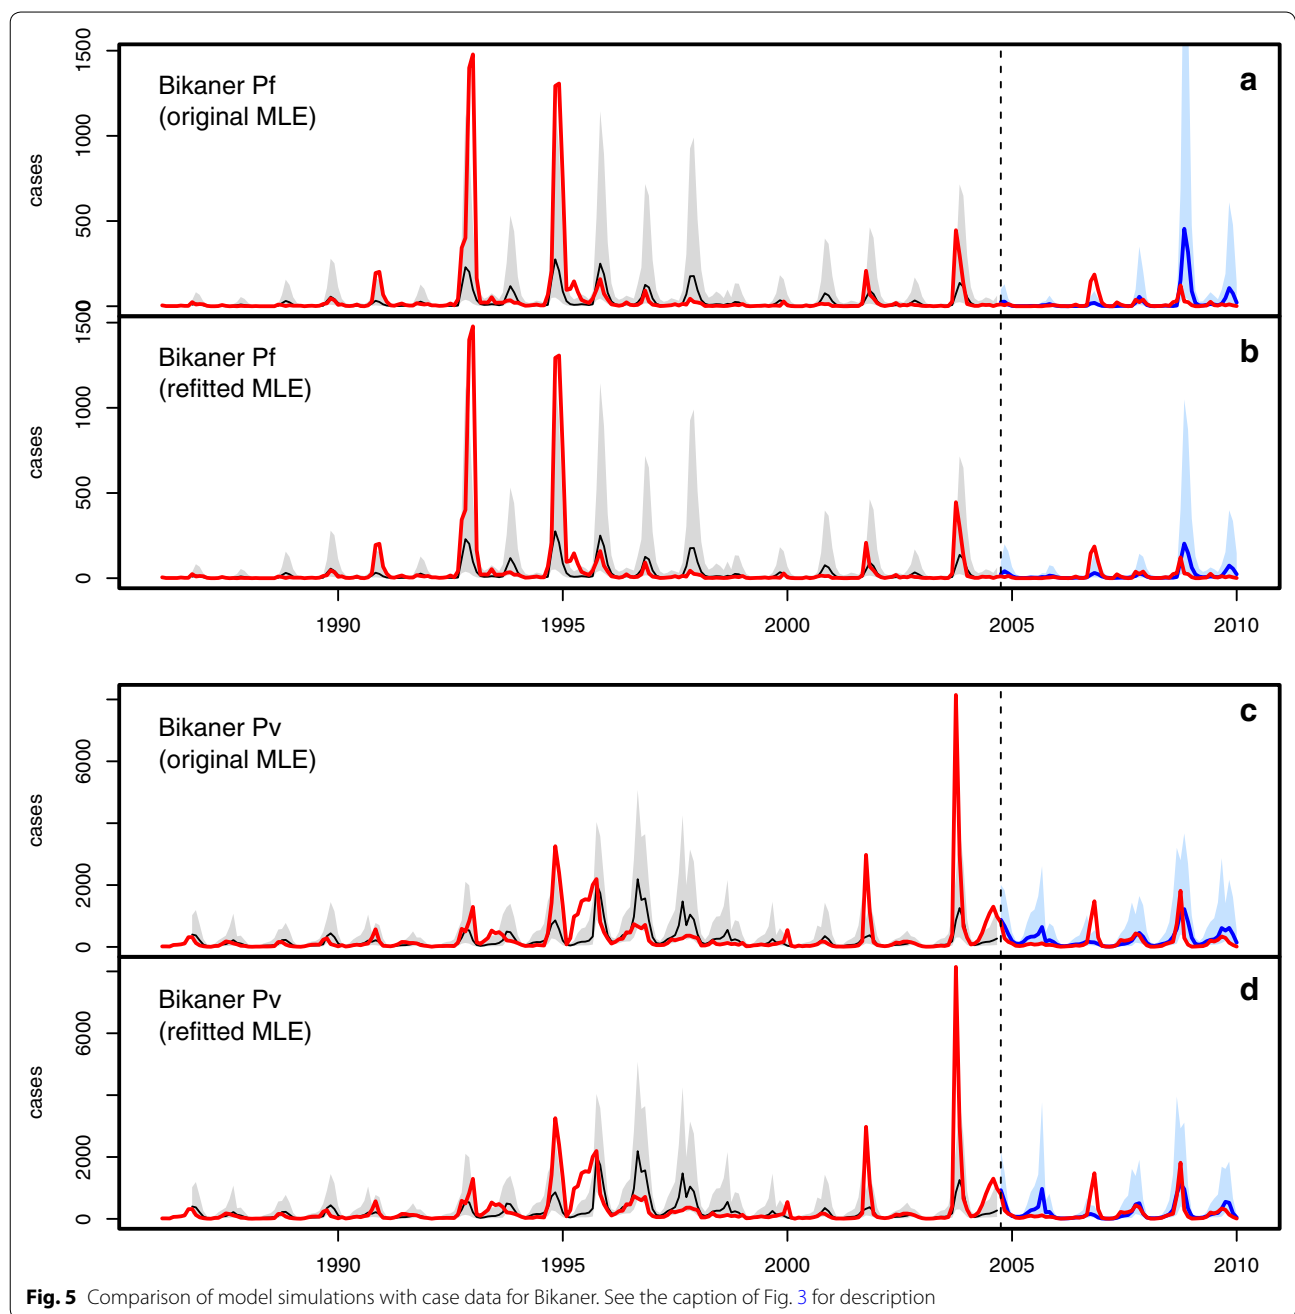 1500
1000
500
cases
Bikaner Pf
(original MLE)
a
1500
1000
500
0
cases
Bikaner Pf
(refitted MLE)
b
1990 1995 2000 2005 2010
6000
2000
0
cases
Bikaner Pv
(original MLE)
c
6000
2000
0
cases
Bikaner Pv
(refitted MLE)
d
1990 1995 2000 2005 2010
Fig. 5 Comparison of model simulations with case data for Bikaner. See the caption of Fig. 3 for description